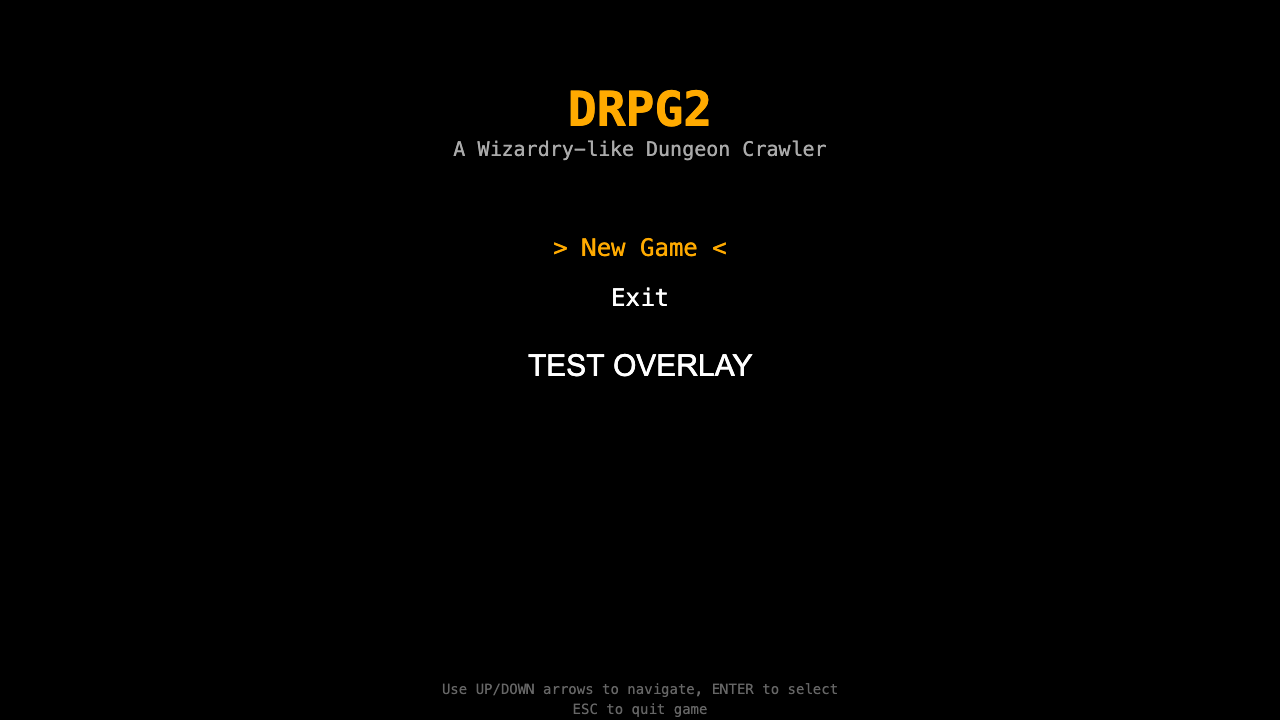 DRPG2
A Wizardry-like Dungeon Crawler
> New Game <
Exit
TEST OVERLAY
Use UP/DOWN arrows to navigate, ENTER to select
ESC to quit game